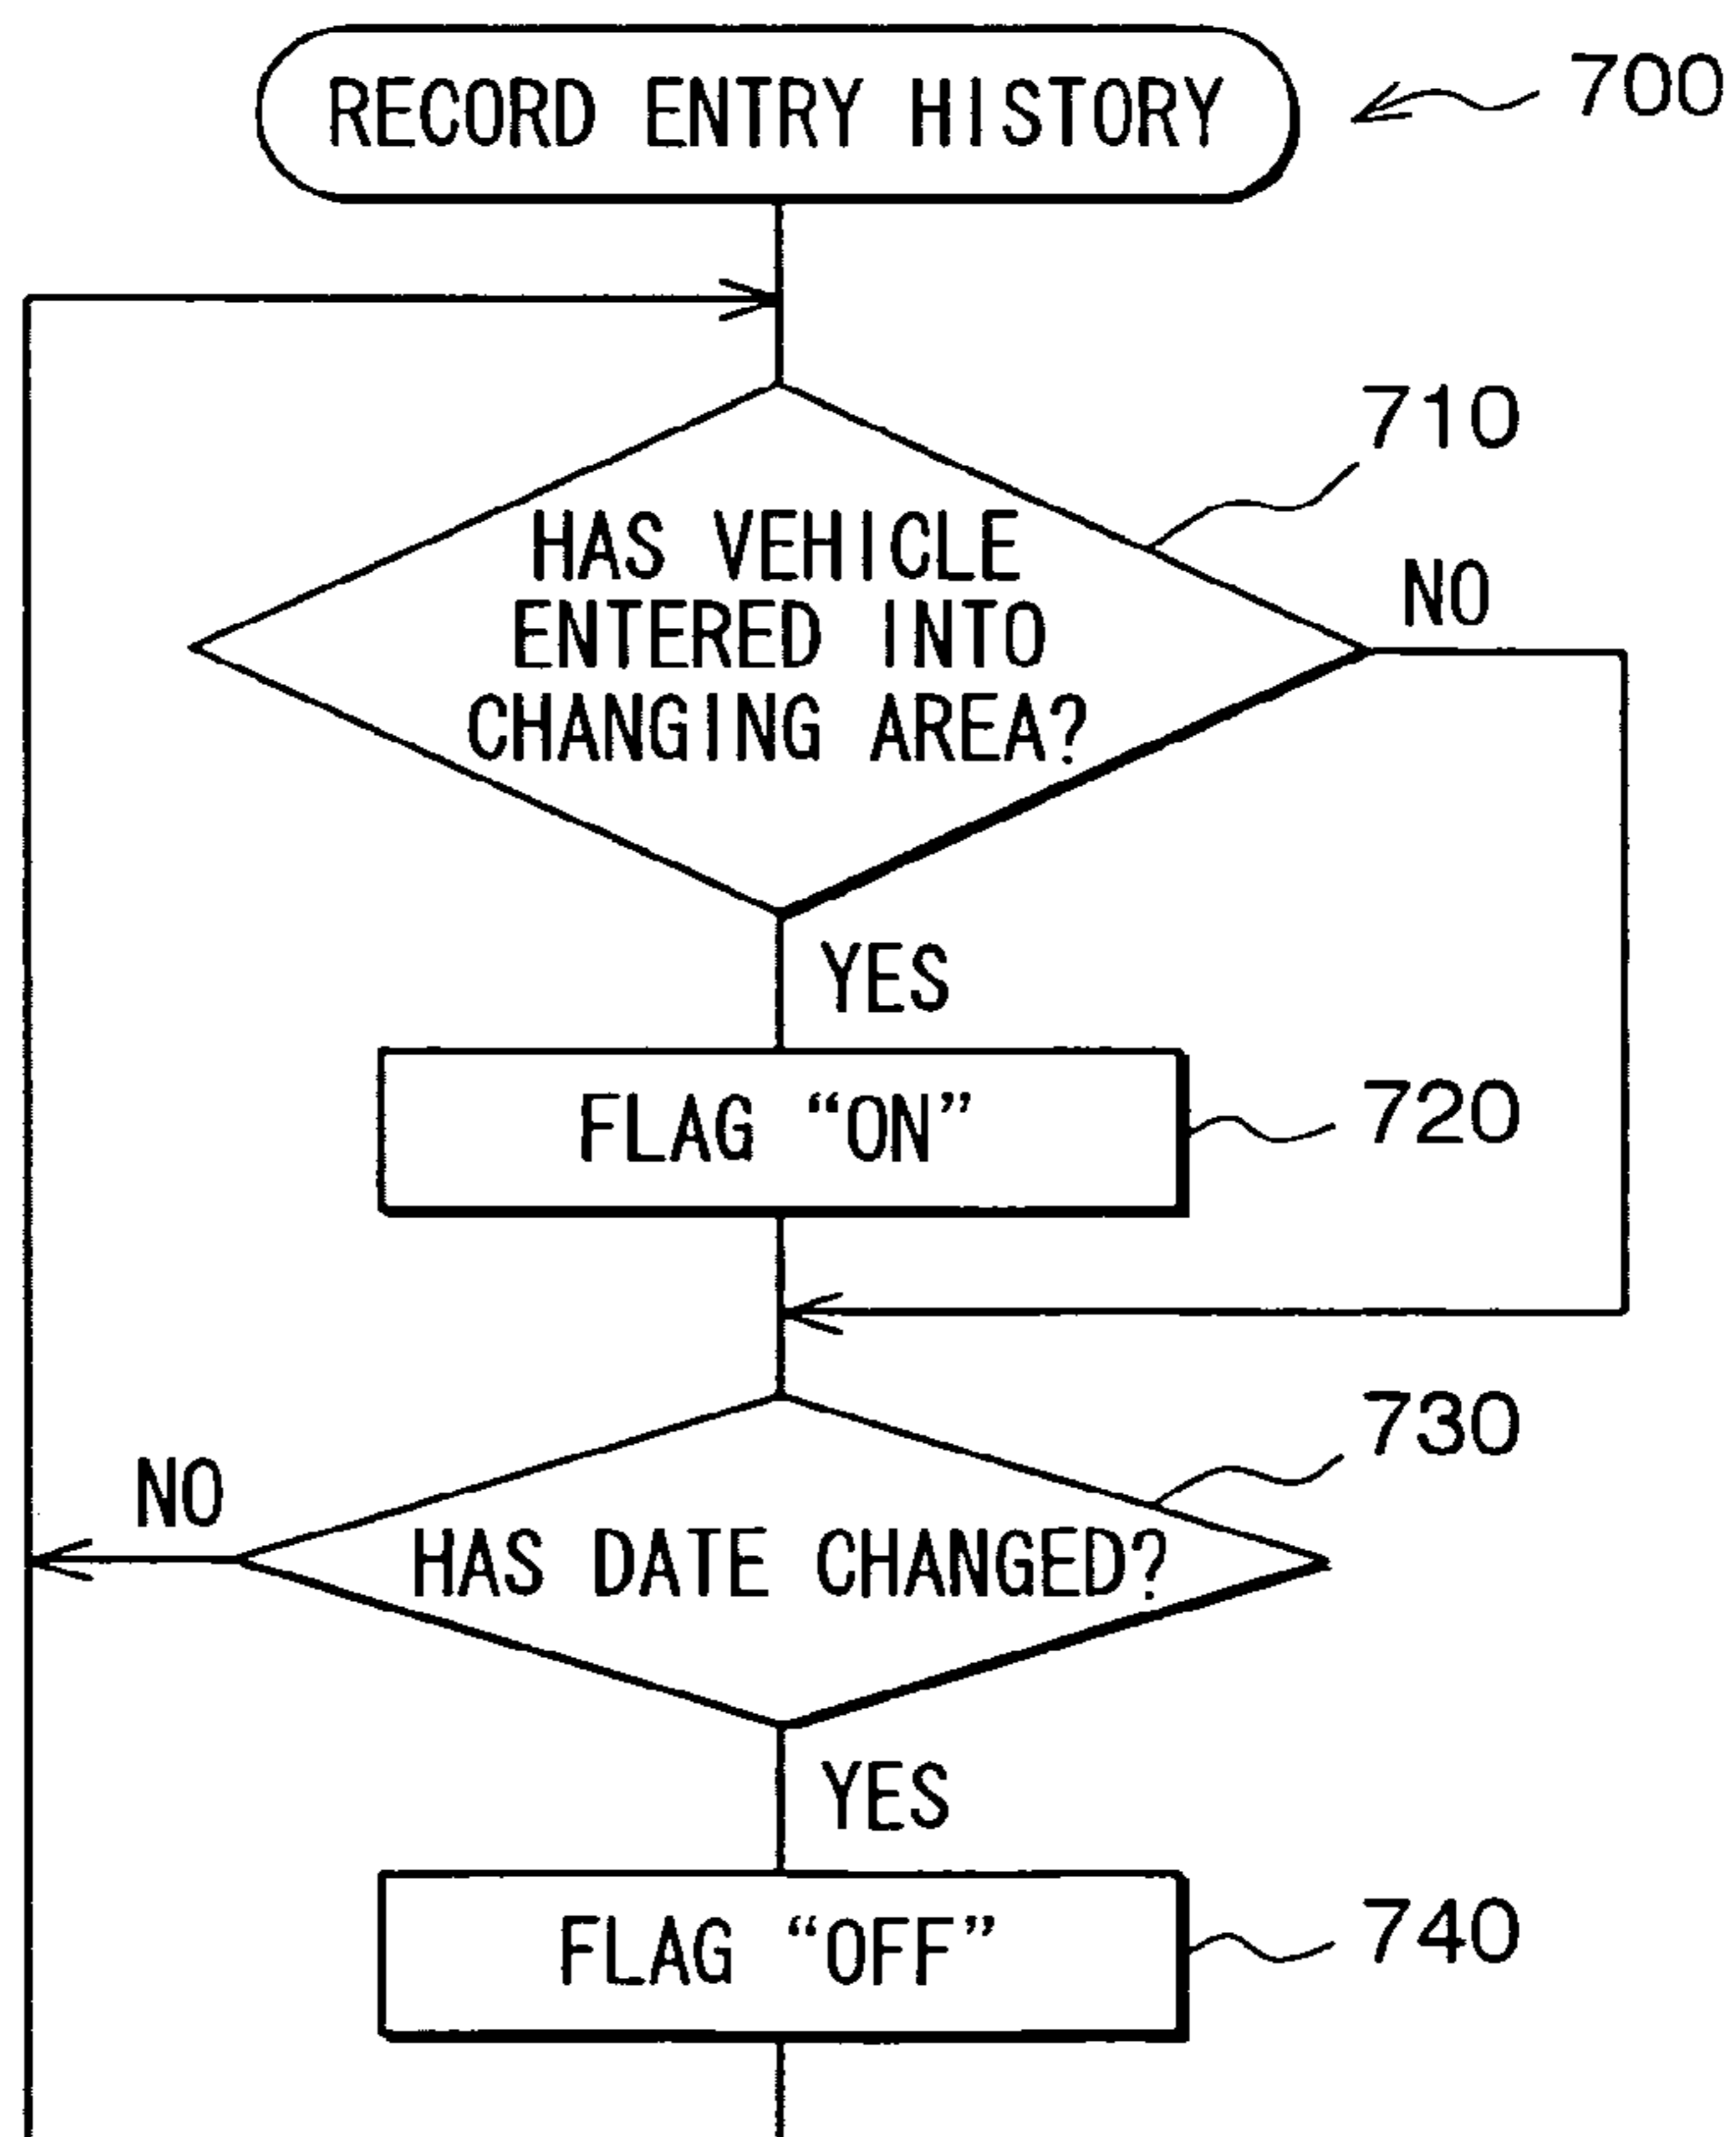 RECORD ENTRY HISTORY
700
710
HAS VEHICLE
ENTERED INTO
CHANGING AREA?
NO
YES
FLAG “ON”
720
730
NO
HAS DATE CHANGED?
YES
FLAG “OFF”
740